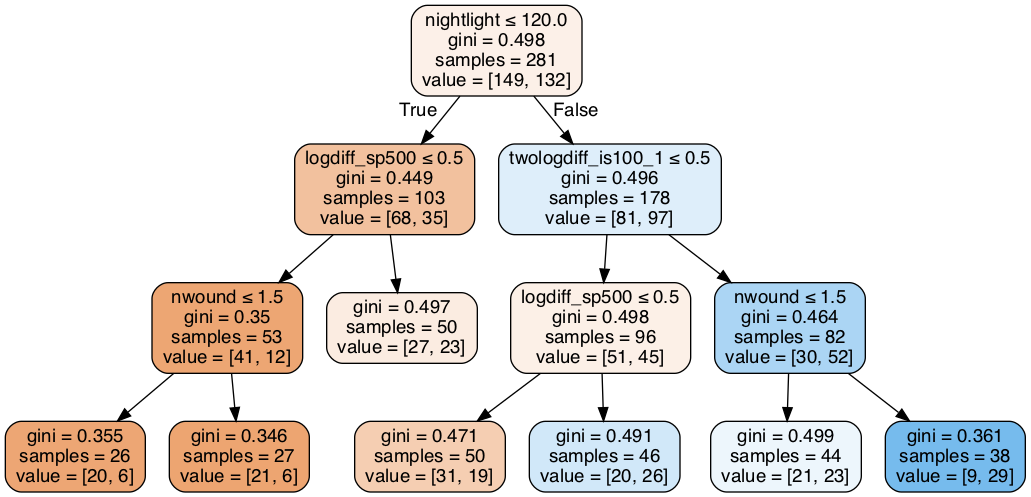 nightlight ≤ 120.0
gini = 0.498
samples = 281
value = [149, 132]
True
False
logdiff_sp500 ≤ 0.5
gini = 0.449
samples = 103
value = [68, 35]
twologdiff_is100_1 ≤ 0.5
gini = 0.496
samples = 178
value = [81, 97]
nwound ≤ 1.5
gini = 0.35
samples = 53
value = [41, 12]
gini = 0.497
samples = 50
value = [27, 23]
logdiff_sp500 ≤ 0.5
gini = 0.498
samples = 96
value = [51, 45]
nwound ≤ 1.5
gini = 0.464
samples = 82
value = [30, 52]
gini = 0.355
samples = 26
value = [20, 6]
gini = 0.346
samples = 27
value = [21, 6]
gini = 0.471
samples = 50
value = [31, 19]
gini = 0.491
samples = 46
value = [20, 26]
gini = 0.499
samples = 44
value = [21, 23]
gini = 0.361
samples = 38
value = [9, 29]